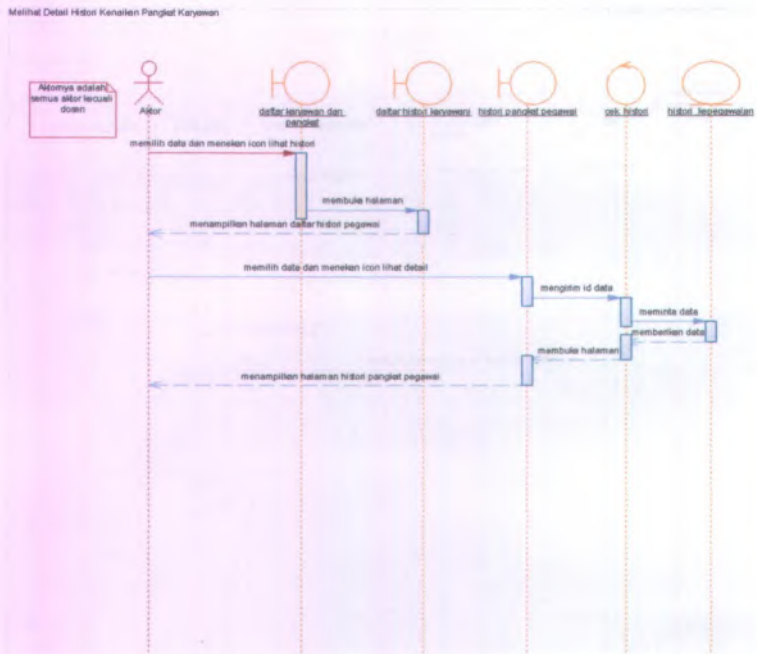 Melihat Detail Histori Kenaikan Pangkat Karyawan
Aktornya adalah
semua aktor kecuali
dosen
Aktor
daftar karyawan dan
pangkat
daftar histori karyawan
histori pangkat pegawai
cek histori
histori kepegawaian
memilih data dan menekan icon lihat histori
membuka halaman
menampilkan halaman daftar histori pegawai
memilih data dan menekan icon lihat detail
mengirim id data
meminta data
memberikan data
membuka halaman
menampilkan halaman histori pangkat pegawai